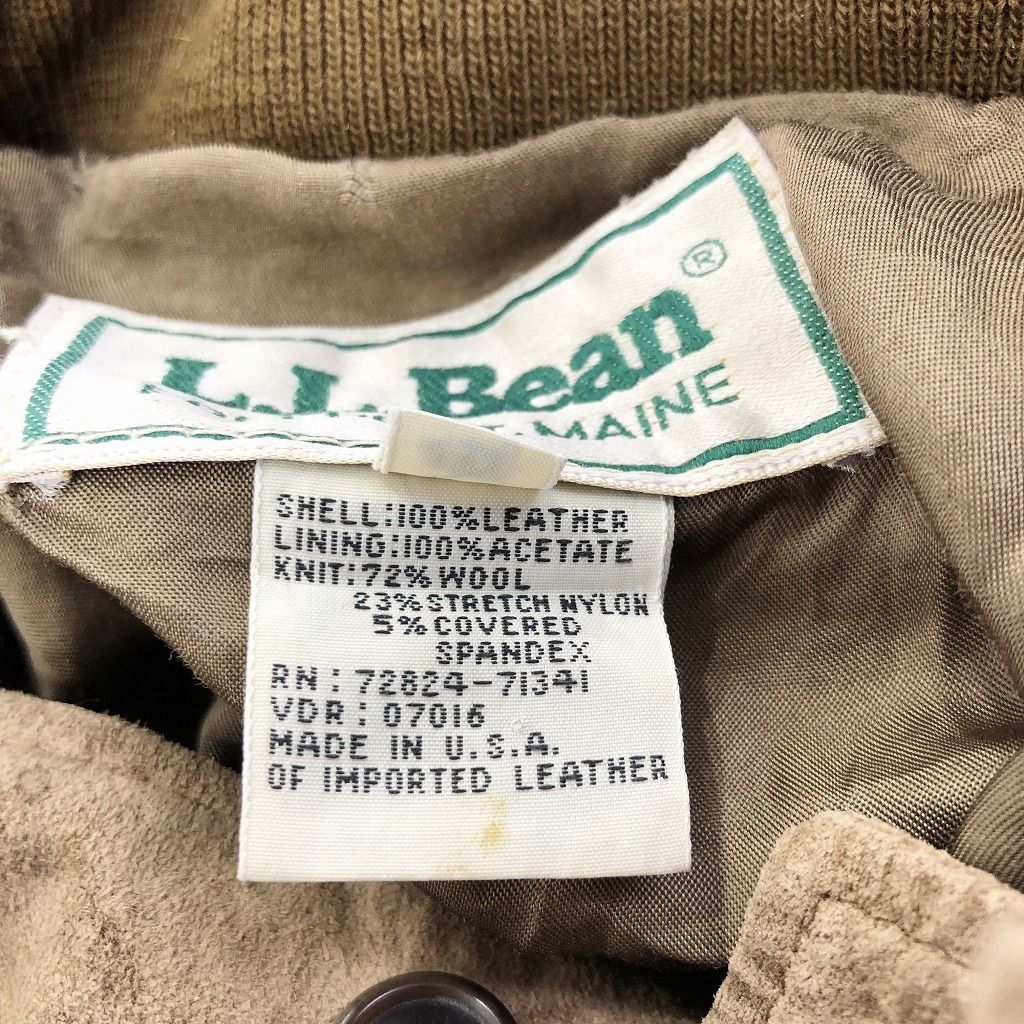 L.L.Bean ®
MAINE
SHELL:100%LEATHER
LINING:100%ACETATE
KNIT:72% WOOL
23%STRETCH NYLON
5%COVERED
SPANDEX
RN:72824-71341
VDR:07016
MADE IN U.S.A.
OF IMPORTED LEATHER